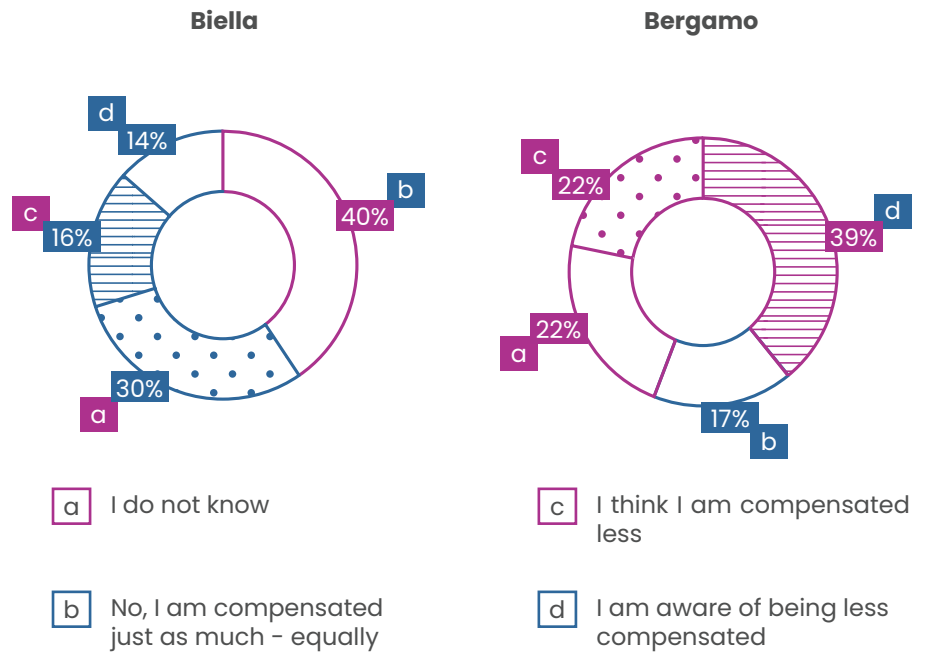 Biella
Bergamo
d
14%
b
40%
c
16%
30%
a
c
22%
d
39%
22%
a
17%
b
a
I do not know
c
I think I am compensated
less
b
No, I am compensated
just as much - equally
d
I am aware of being less
compensated